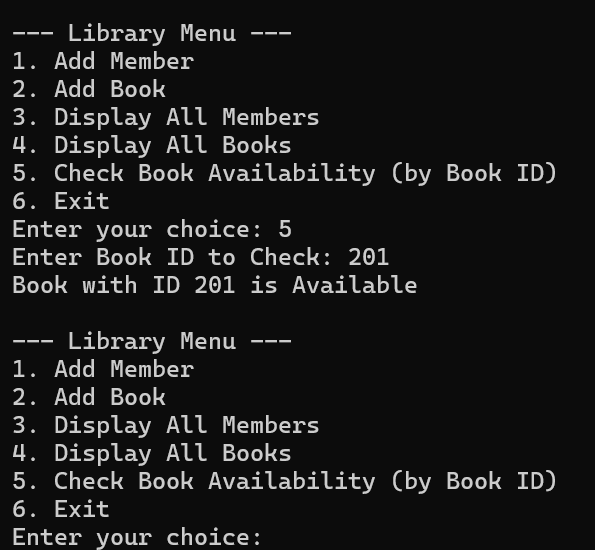 --- Library Menu ---
1. Add Member
2. Add Book
3. Display All Members
4. Display All Books
5. Check Book Availability (by Book ID)
6. Exit
Enter your choice: 5
Enter Book ID to Check: 201
Book with ID 201 is Available

--- Library Menu ---
1. Add Member
2. Add Book
3. Display All Members
4. Display All Books
5. Check Book Availability (by Book ID)
6. Exit
Enter your choice: